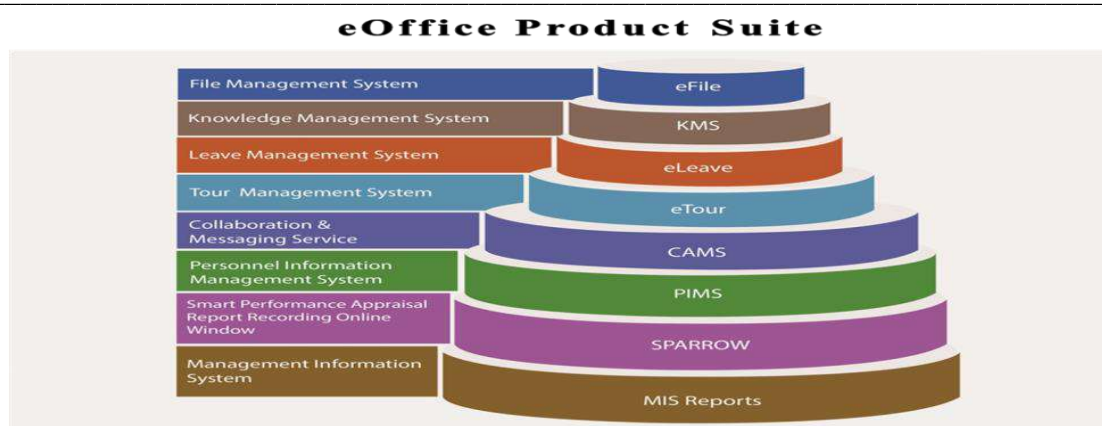 eOffice Product Suite
File Management System
eFile
Knowledge Management System
KMS
Leave Management System
eLeave
Tour Management System
eTour
Collaboration &
Messaging Service
CAMS
Personnel Information
Management System
PIMS
Smart Performance Appraisal
Report Recording Online
Window
SPARROW
Management Information
System
MIS Reports